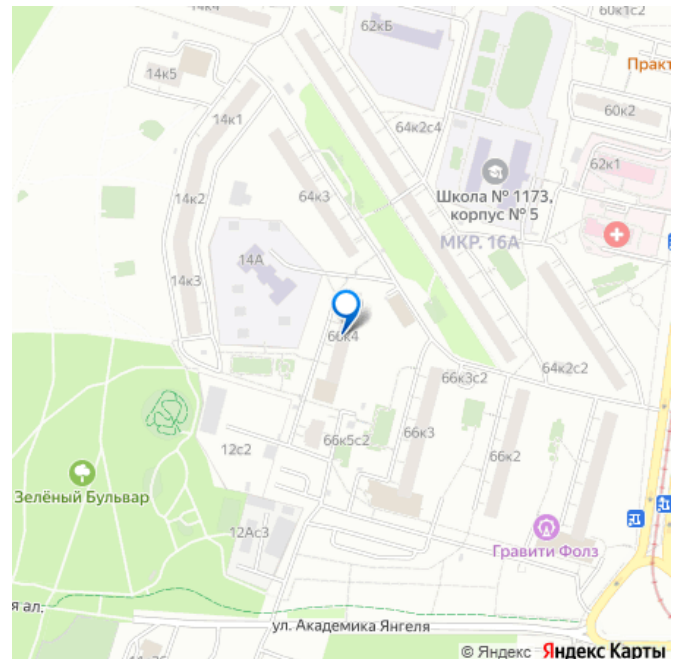 14к4
62кБ
60к1с2
Практ
14к5
14к1
60к2
64к2с4
62к1
Школа № 1173,
корпус № 5
14к2
64к3
МКР. 16А
14А
14к3
66к4
64к2с2
66к3с2
66к5с2
66к3
66к2
12с2
Зелёный Бульвар
12Ас3
Гравити Фолз
я ал.
ул. Академика Янгеля
© Яндекс Яндекс Карты